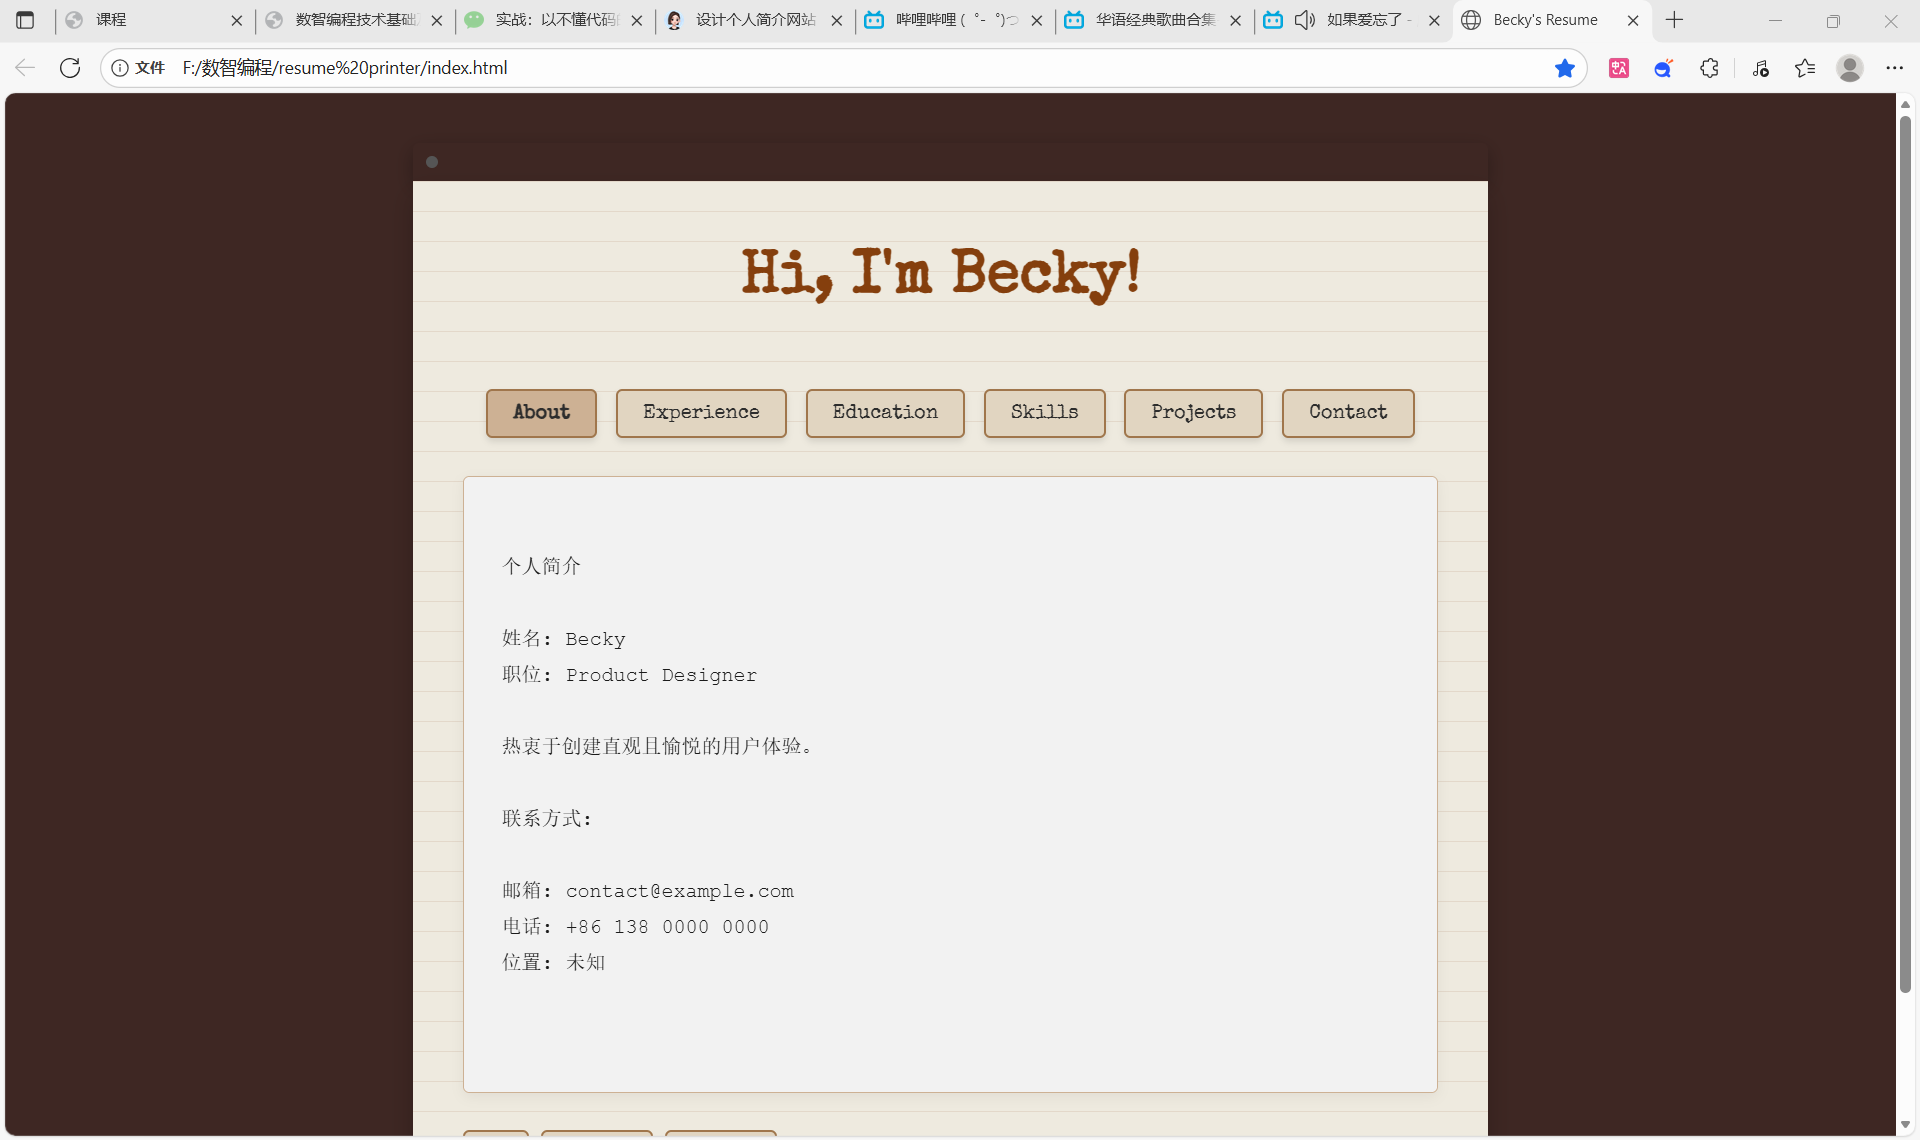 课程
数智编程技术基础
实战：以不懂代码
设计个人简介网站
哔哩哔哩 (゜-゜)つ
华语经典歌曲合集
如果爱忘了 -
Becky's Resume
文件 F:/数智编程/resume%20printer/index.html
Hi, I'm Becky!
About Experience Education Skills Projects Contact
个人简介
姓名: Becky
职位: Product Designer
热衷于创建直观且愉悦的用户体验。
联系方式:
邮箱: contact@example.com
电话: +86 138 0000 0000
位置: 未知